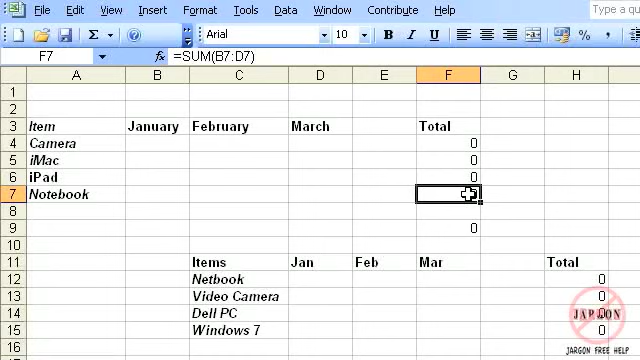 File Edit View Insert Format Tools Data Window Contribute Help
Arial 10 B I U
F7 =SUM(B7:D7)
A B C D E F G H
1
2
3 Item January February March Total
4 Camera 0
5 iMac 0
6 iPad 0
7 Notebook
8
9 0
10
11 Items Jan Feb Mar Total
12 Netbook 0
13 Video Camera 0
14 Dell PC 0
15 Windows 7 0
16
JARGON
JARGON FREE HELP